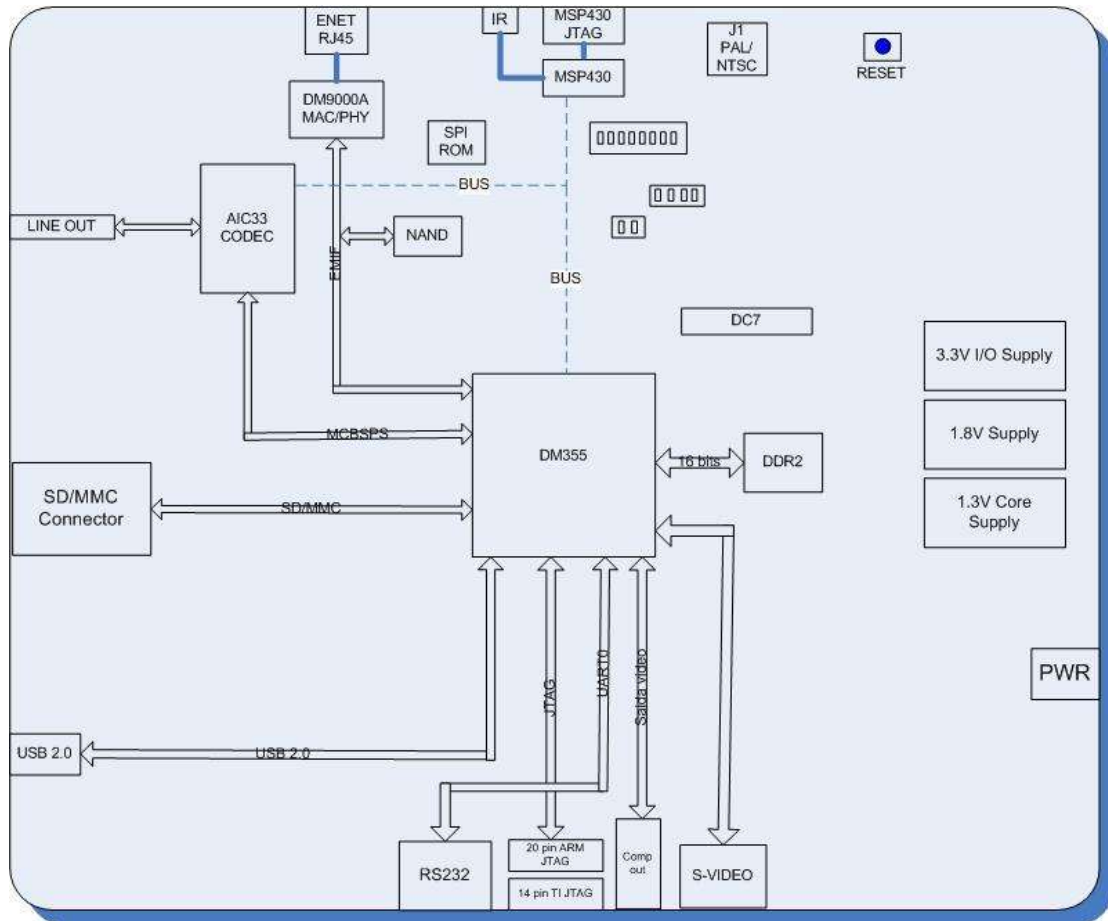 ENET
RJ45
IR
MSP430
JTAG
J1
PAL/
NTSC
RESET
MSP430
DM9000A
MAC/PHY
SPI
ROM
BUS
AIC33
CODEC
LINE OUT
NAND
EMIF
BUS
DC7
3.3V I/O Supply
1.8V Supply
1.3V Core
Supply
MCBSPS
DM355
16 bits
DDR2
SD/MMC
Connector
SD/MMC
JTAG
UART0
Saida video
PWR
USB 2.0
USB 2.0
RS232
20 pin ARM
JTAG
14 pin TI JTAG
Comp
out
S-VIDEO